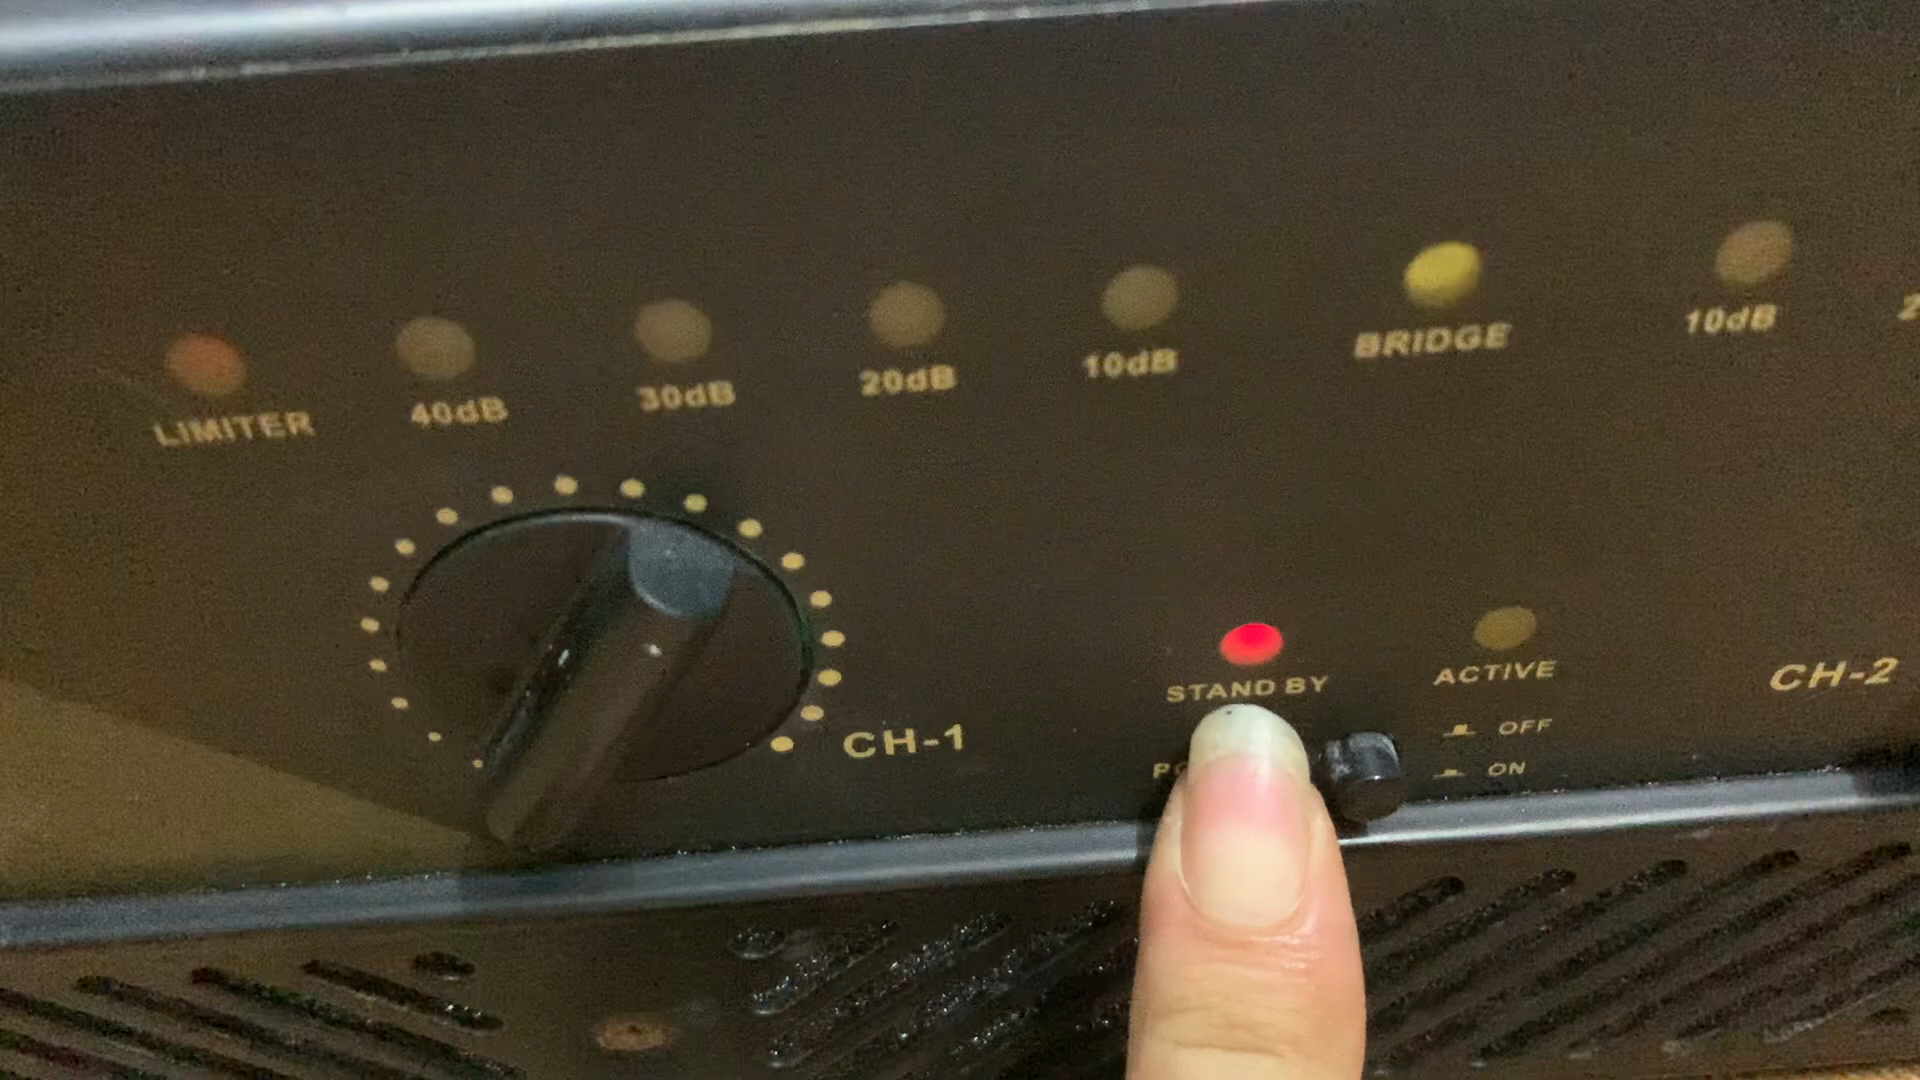 LIMITER 40dB 30dB 20dB 10dB BRIDGE 10dB
STAND BY ACTIVE CH-2
CH-1 OFF
ON